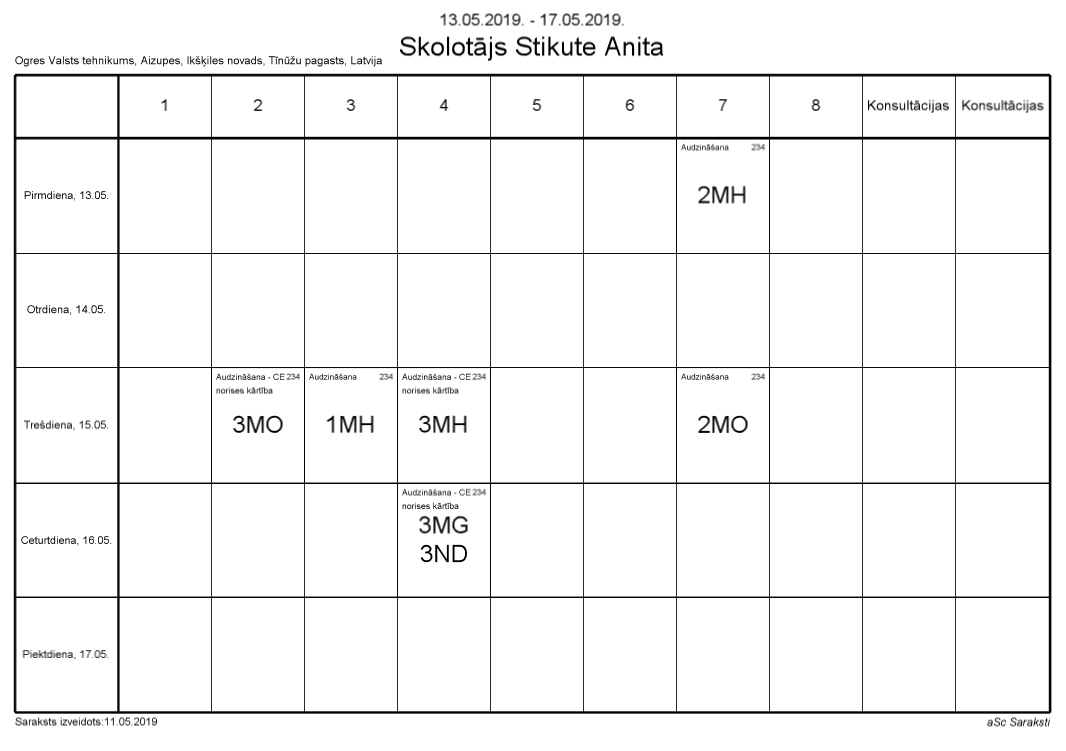 13.05.2019. - 17.05.2019.
Skolotājs Stikute Anita
Ogres Valsts tehnikums, Aizupes, Ikšķiles novads, Tīnūžu pagasts, Latvija
1 2 3 4 5 6 7 8 Konsultācijas Konsultācijas
Audzināšana 234
Pirmdiena, 13.05. 2MH
Otrdiena, 14.05.
Audzināšana - CE 234 Audzināšana 234 Audzināšana - CE 234 Audzināšana 234
norises kārtība norises kārtība
Trešdiena, 15.05. 3MO 1MH 3MH 2MO
Audzināšana - CE 234
norises kārtība
3MG
Ceturtdiena, 16.05.
3ND
Piektdiena, 17.05.
Saraksts izveidots:11.05.2019 aSc Saraksti